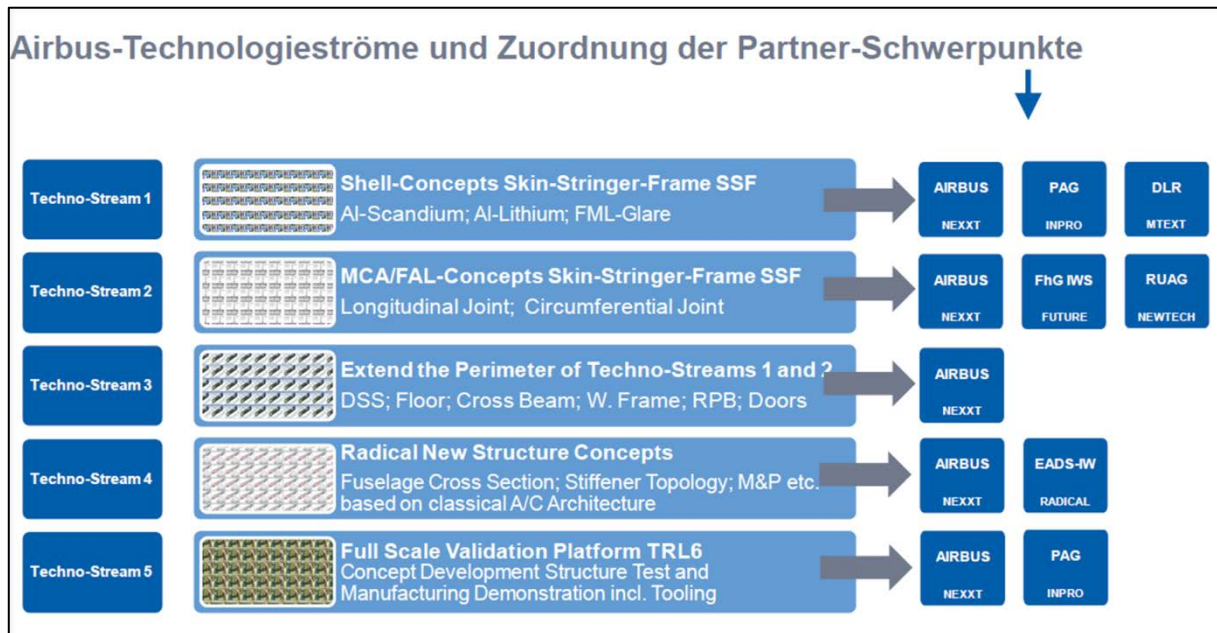 Airbus-Technologieströme und Zuordnung der Partner-Schwerpunkte
Techno-Stream 1
Shell-Concepts Skin-Stringer-Frame SSF
Al-Scandium; Al-Lithium; FML-Glare
AIRBUS
NEXXT
PAG
INPRO
DLR
MTEXT
Techno-Stream 2
MCA/FAL-Concepts Skin-Stringer-Frame SSF
Longitudinal Joint; Circumferential Joint
AIRBUS
NEXXT
FhG IWS
FUTURE
RUAG
NEWTECH
Techno-Stream 3
Extend the Perimeter of Techno-Streams 1 and 2
DSS; Floor; Cross Beam; W. Frame; RPB; Doors
AIRBUS
NEXXT
Techno-Stream 4
Radical New Structure Concepts
Fuselage Cross Section; Stiffener Topology; M&P etc.
based on classical A/C Architecture
AIRBUS
NEXXT
EADS-IW
RADICAL
Techno-Stream 5
Full Scale Validation Platform TRL6
Concept Development Structure Test and
Manufacturing Demonstration incl. Tooling
AIRBUS
NEXXT
PAG
INPRO